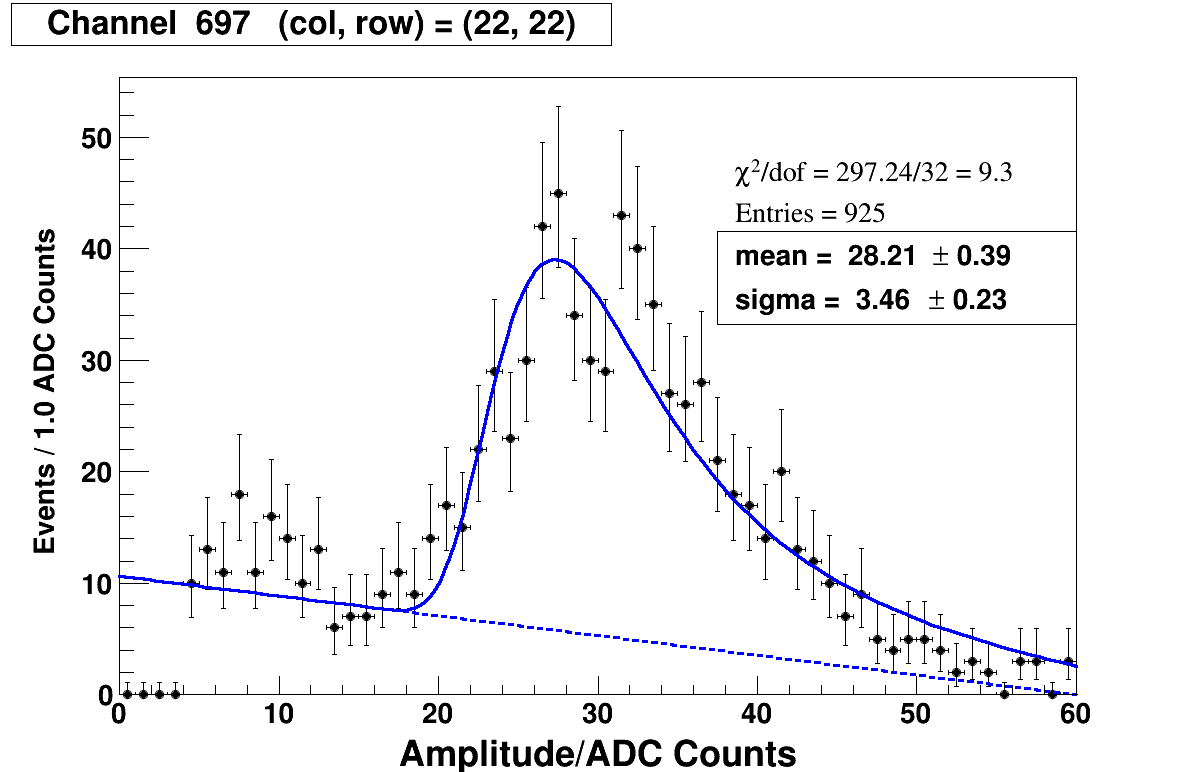 Channel 697 (col, row) = (22, 22)
χ²/dof = 297.24/32 = 9.3
Entries = 925
mean = 28.21 ± 0.39
sigma = 3.46 ± 0.23
Events / 1.0 ADC Counts
50
40
30
20
10
0
0 10 20 30 40 50 60
Amplitude/ADC Counts